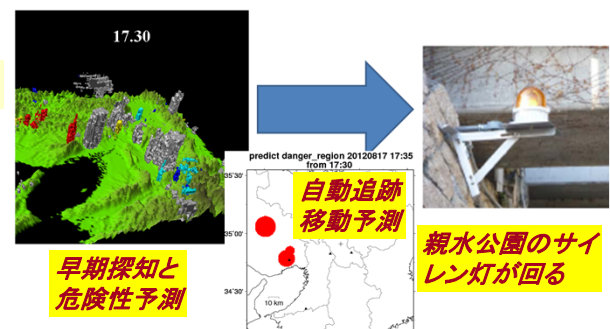 17.30
早期探知と
危険性予測
predict danger_region 20120817 17:35
from 17:30
35˚30'
35˚00'
34˚30'
10 km
自動追跡
移動予測
親水公園のサイ
レン灯が回る